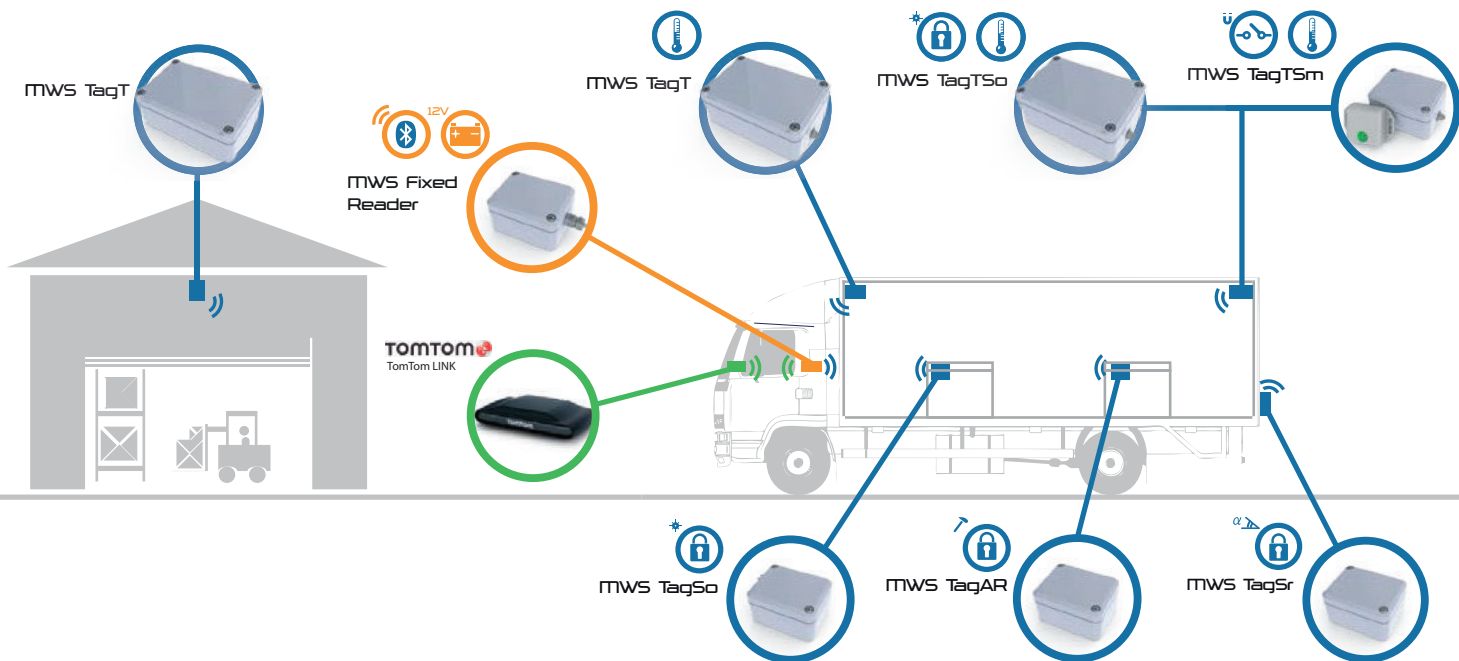 MWS TagT
MWS TagT
MWS TagTSo
MWS TagTSm
12V
MWS Fixed
Reader
TOMTOM
TomTom LINK
TomTom
MWS TagSo
MWS TagAR
α
MWS TagSr